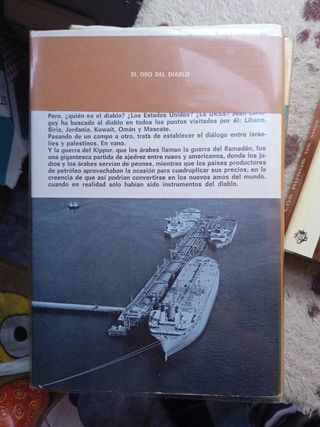 EL ORO DEL DIABLO
Pero, ¿quién es el diablo? ¿Los Estados Unidos? ¿La URSS? Jean Lartéguy
guy ha buscado al diablo en todos los puntos visitados por él: Líbano,
Siria, Jordania, Kuwait, Omán y Mascate.
Pasando de un campo a otro, trata de establecer el diálogo entre israe-
líes y palestinos. En vano.
Y la guerra del Kippur, que los árabes llaman la guerra del Ramadán, fue
una gigantesca partida de ajedrez entre rusos y americanos, donde los ju-
díos y los árabes servían de peones, mientras que los países productores
de petróleo aprovechaban la ocasión para cuadruplicar sus precios, en la
creencia de que así podrían convertirse en los nuevos amos del mundo,
cuando en realidad sólo habían sido instrumentos del diablo.